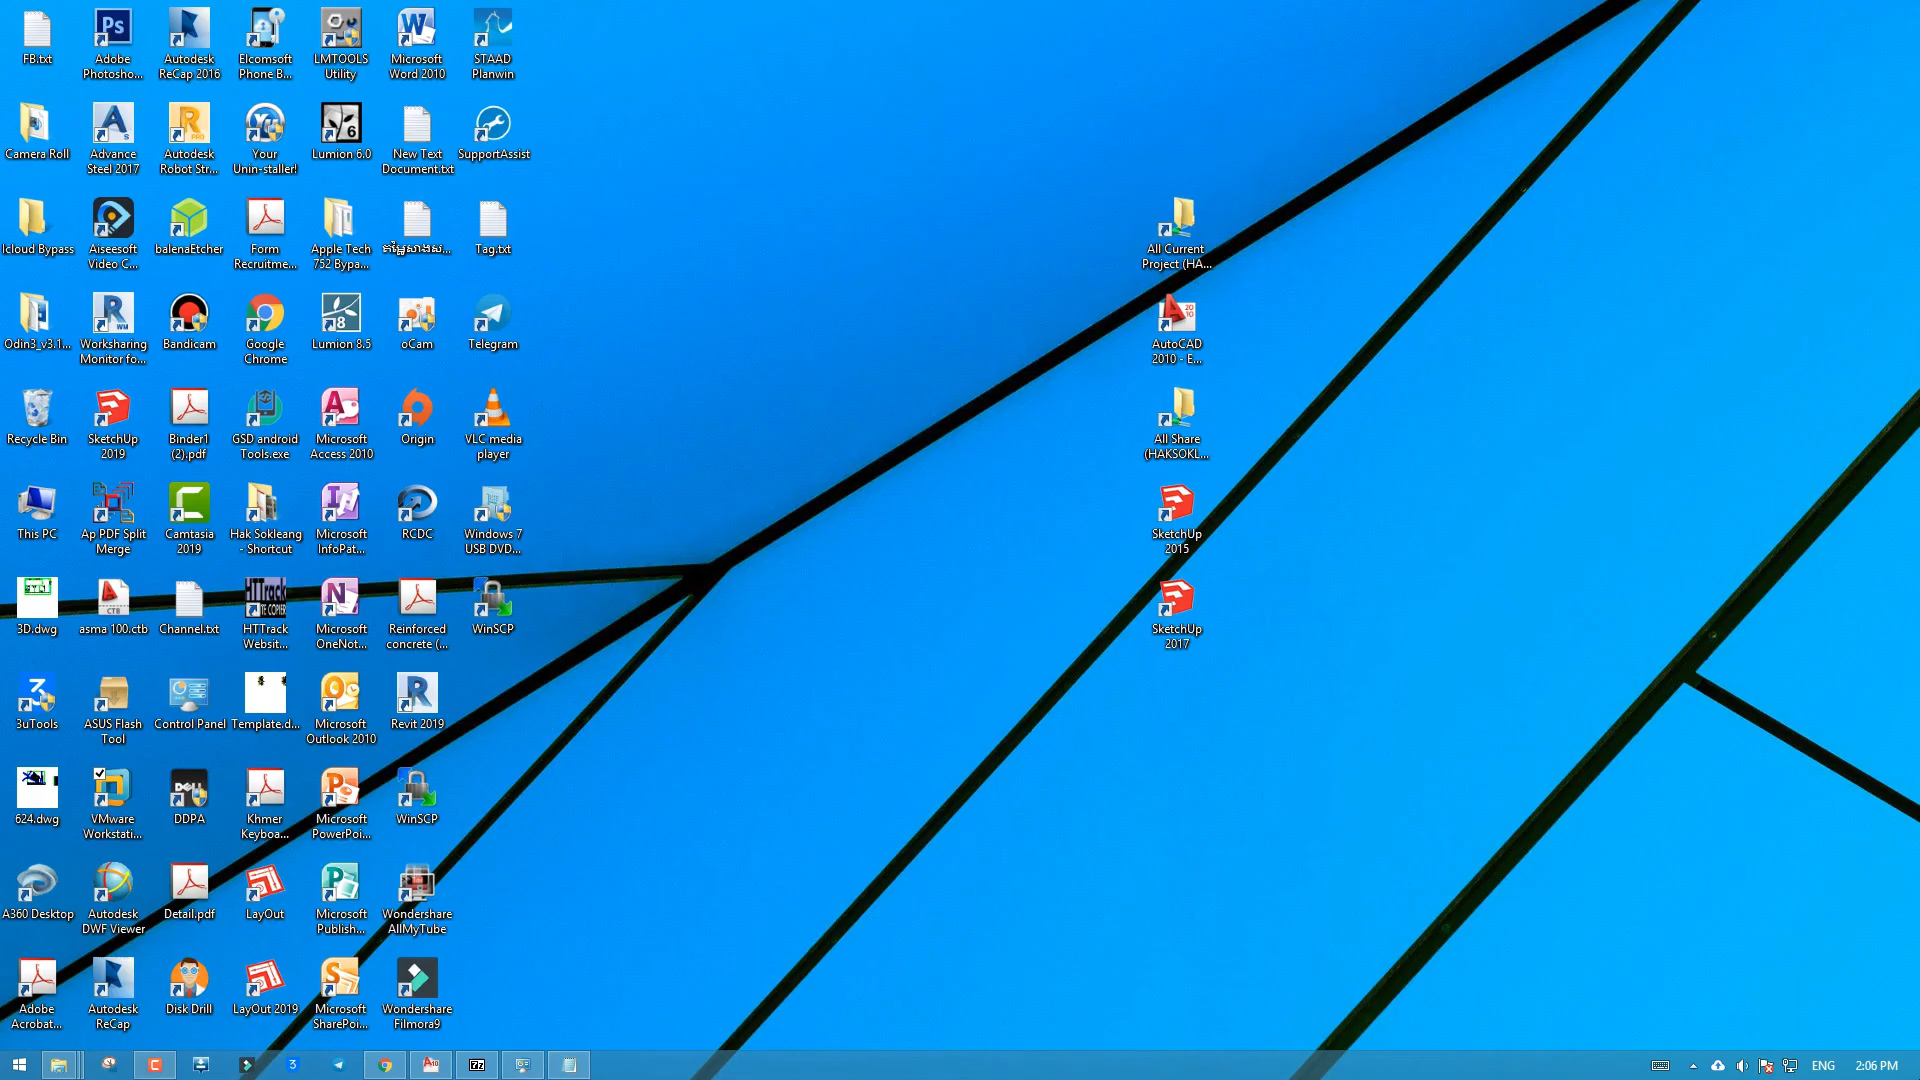 FB.txt
Adobe
Photosho...
Autodesk
ReCap 2016
Elcomsoft
Phone B...
LMTOOLS
Utility
Microsoft
Word 2010
STAAD
Planwin
Camera Roll
Advance
Steel 2017
Autodesk
Robot Str...
Your
Unin-staller!
Lumion 6.0
New Text
Document.txt
SupportAssist
Icloud Bypass
Aiseesoft
Video C...
balenaEtcher
Form
Recruitme...
Apple Tech
752 Bypa...
Tag.txt
All Current
Project (HA...
Odin3_v3.1...
Worksharing
Monitor fo...
Bandicam
Google
Chrome
Lumion 8.5
oCam
Telegram
AutoCAD
2010 - E...
Recycle Bin
SketchUp
2019
Binder1
(2).pdf
GSD android
Tools.exe
Microsoft
Access 2010
Origin
VLC media
player
All Share
(HAKSOKL...
This PC
Ap PDF Split
Merge
Camtasia
2019
Hak Sokleang
- Shortcut
Microsoft
InfoPat...
RCDC
Windows 7
USB DVD...
SketchUp
2015
3D.dwg
asma 100.ctb
Channel.txt
HTTrack
Websit...
Microsoft
OneNot...
Reinforced
concrete (...
WinSCP
SketchUp
2017
3uTools
ASUS Flash
Tool
Control Panel
Template.d...
Microsoft
Outlook 2010
Revit 2019
624.dwg
VMware
Workstati...
DDPA
Khmer
Keyboa...
Microsoft
PowerPoi...
WinSCP
A360 Desktop
Autodesk
DWF Viewer
Detail.pdf
LayOut
Microsoft
Publish...
Wondershare
AllMyTube
Adobe
Acrobat...
Autodesk
ReCap
Disk Drill
LayOut 2019
Microsoft
SharePoi...
Wondershare
Filmora9
ENG
2:06 PM